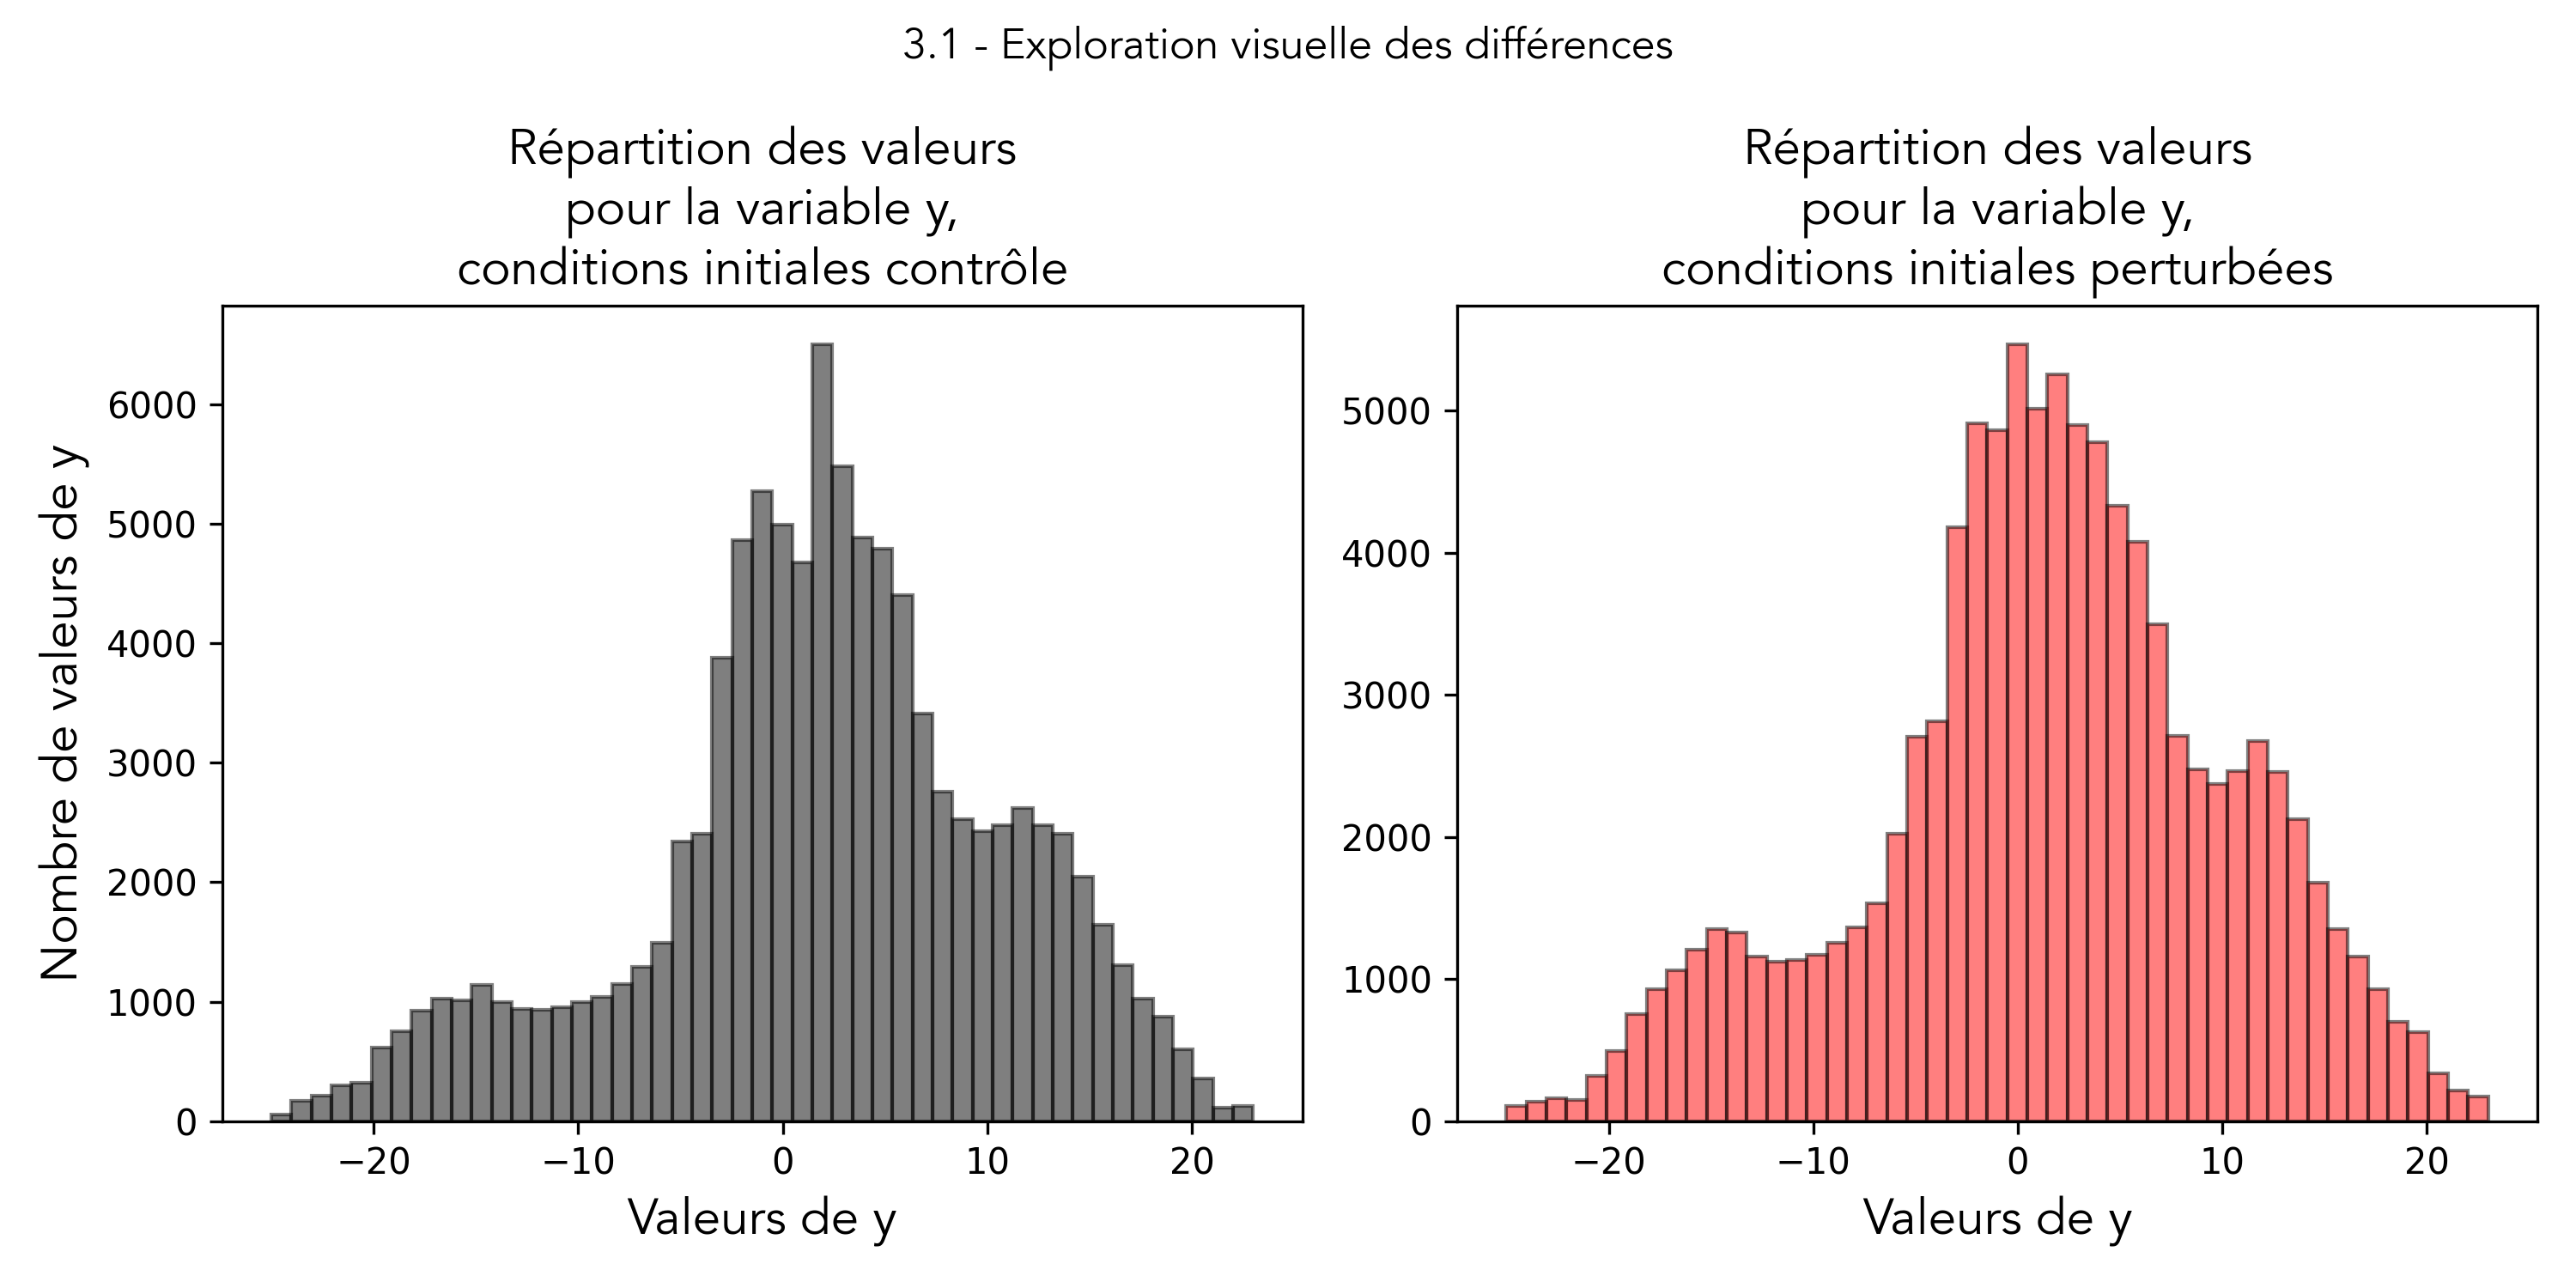 3.1 - Exploration visuelle des différences
Répartition des valeurs
pour la variable y,
conditions initiales contrôle
Nombre de valeurs de y
6000
5000
4000
3000
2000
1000
0
−20
−10
0
10
20
Valeurs de y
Répartition des valeurs
pour la variable y,
conditions initiales perturbées
5000
4000
3000
2000
1000
0
−20
−10
0
10
20
Valeurs de y